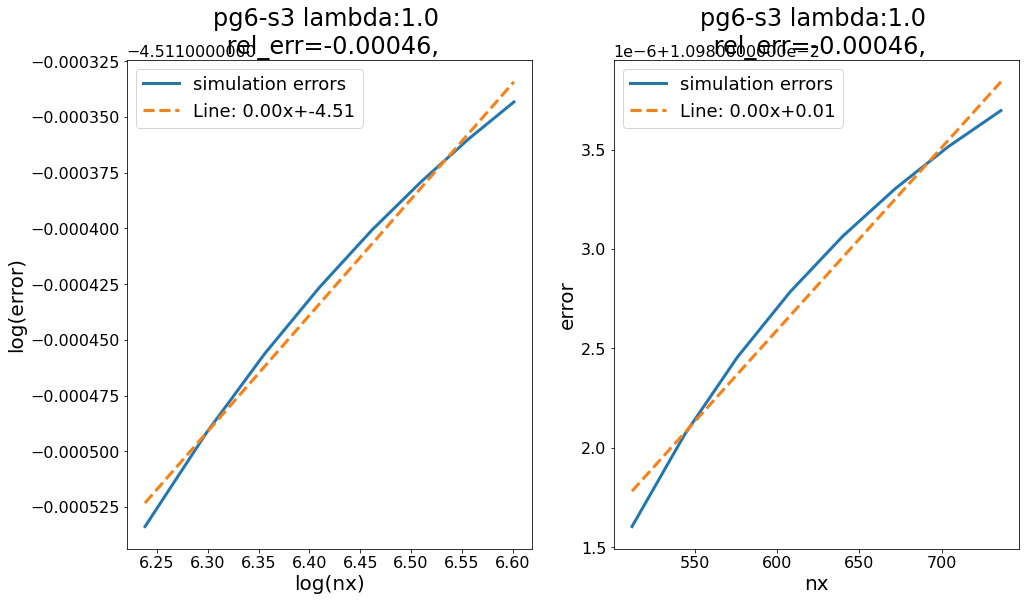 pg6-s3 lambda:1.0
rel_err=-0.00046,
−4.5110000000
simulation errors
Line: 0.00x+-4.51
−0.000325
−0.000350
−0.000375
−0.000400
−0.000425
−0.000450
−0.000475
−0.000500
−0.000525
log(error)
6.25 6.30 6.35 6.40 6.45 6.50 6.55 6.60
log(nx)
pg6-s3 lambda:1.0
rel_err=-0.00046,
1e−6+1.0980000000e−2
simulation errors
Line: 0.00x+0.01
3.5
3.0
2.5
2.0
1.5
error
550 600 650 700
nx